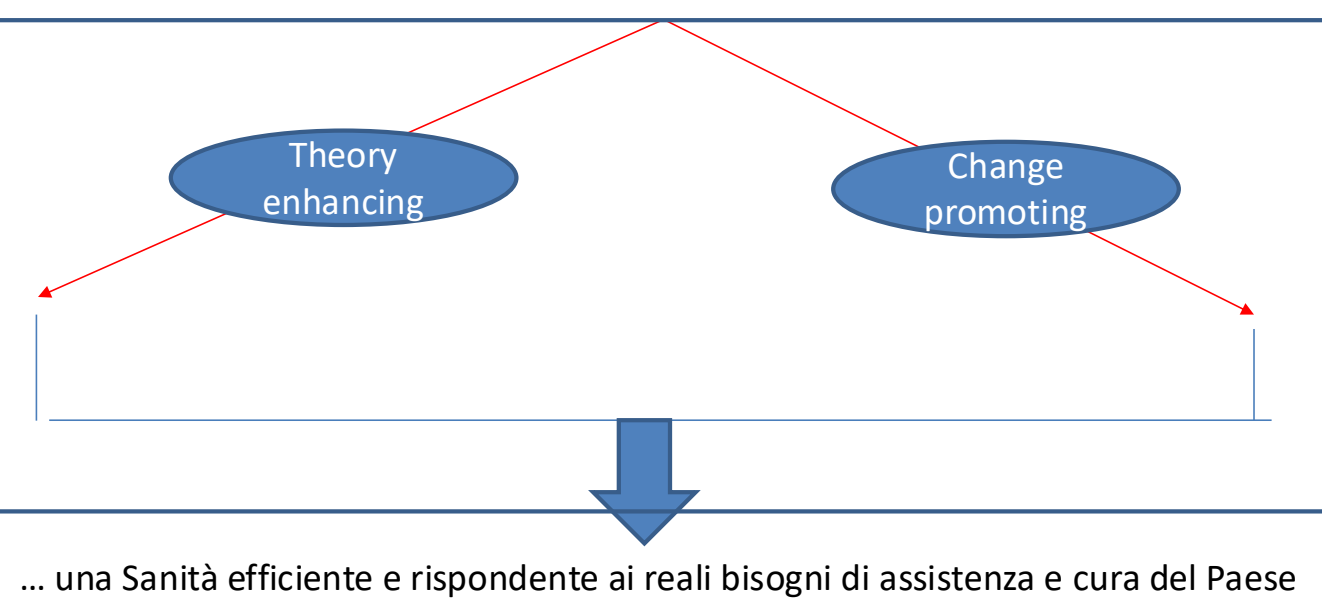 Theory
enhancing
Change
promoting
... una Sanità efficiente e rispondente ai reali bisogni di assistenza e cura del Paese